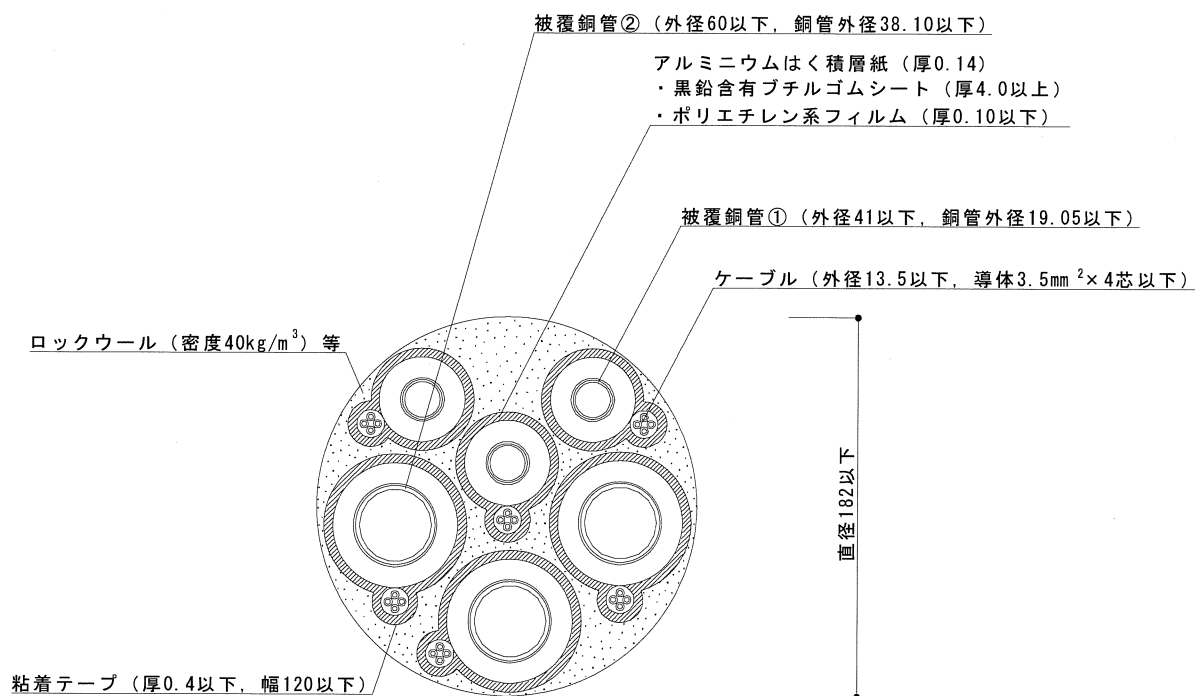 被覆銅管② (外径60以下, 銅管外径38.10以下)
アルミニウムはく積層紙 (厚0.14)
・黒鉛含有ブチルゴムシート (厚4.0以上)
・ポリエチレン系フィルム (厚0.10以下)
被覆銅管① (外径41以下, 銅管外径19.05以下)
ケーブル (外径13.5以下, 導体3.5mm²×4芯以下)
ロックウール (密度40kg/m³) 等
直径182以下
粘着テープ (厚0.4以下, 幅120以下)